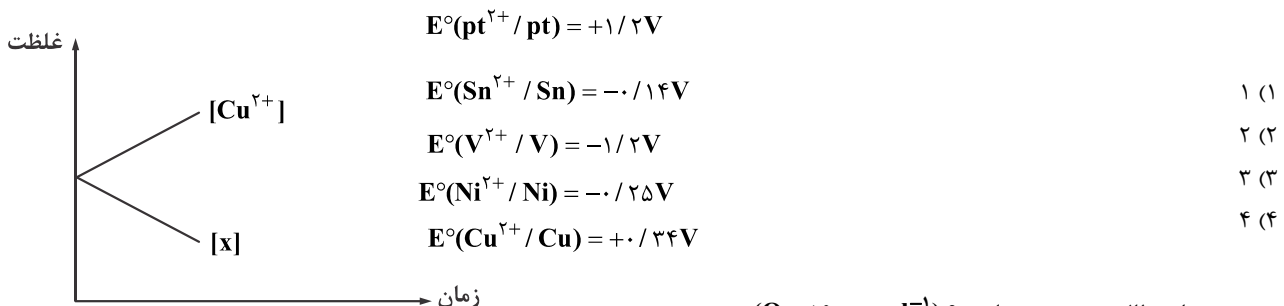 غلظت
[Cu²⁺]
[x]
زمان
E°(pt²⁺ / pt) = +۱/۲V
E°(Sn²⁺ / Sn) = −۰/۱۴V
E°(V²⁺ / V) = −۱/۲V
E°(Ni²⁺ / Ni) = −۰/۲۵V
E°(Cu²⁺ / Cu) = +۰/۳۴V
۱) ۱
۲) ۲
۳) ۳
۴) ۴